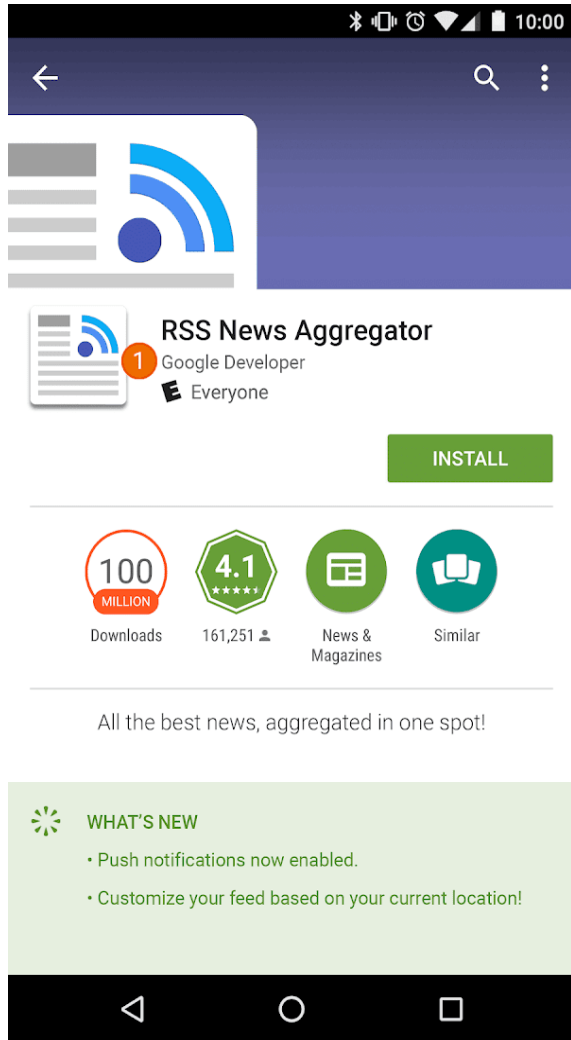 10:00
RSS News Aggregator
1
Google Developer
E Everyone
INSTALL
100
MILLION
4.1
Downloads
161,251
News &
Magazines
Similar
All the best news, aggregated in one spot!
WHAT'S NEW
• Push notifications now enabled.
• Customize your feed based on your current location!